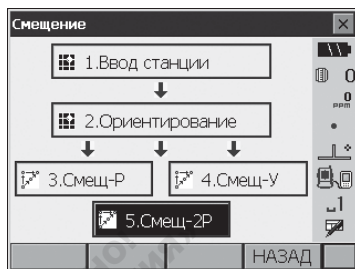 Смещение
1.Ввод станции
0
0
ppm
2.Ориентирование
3.Смещ-Р
4.Смещ-У
1
5.Смещ-2Р
НАЗАД